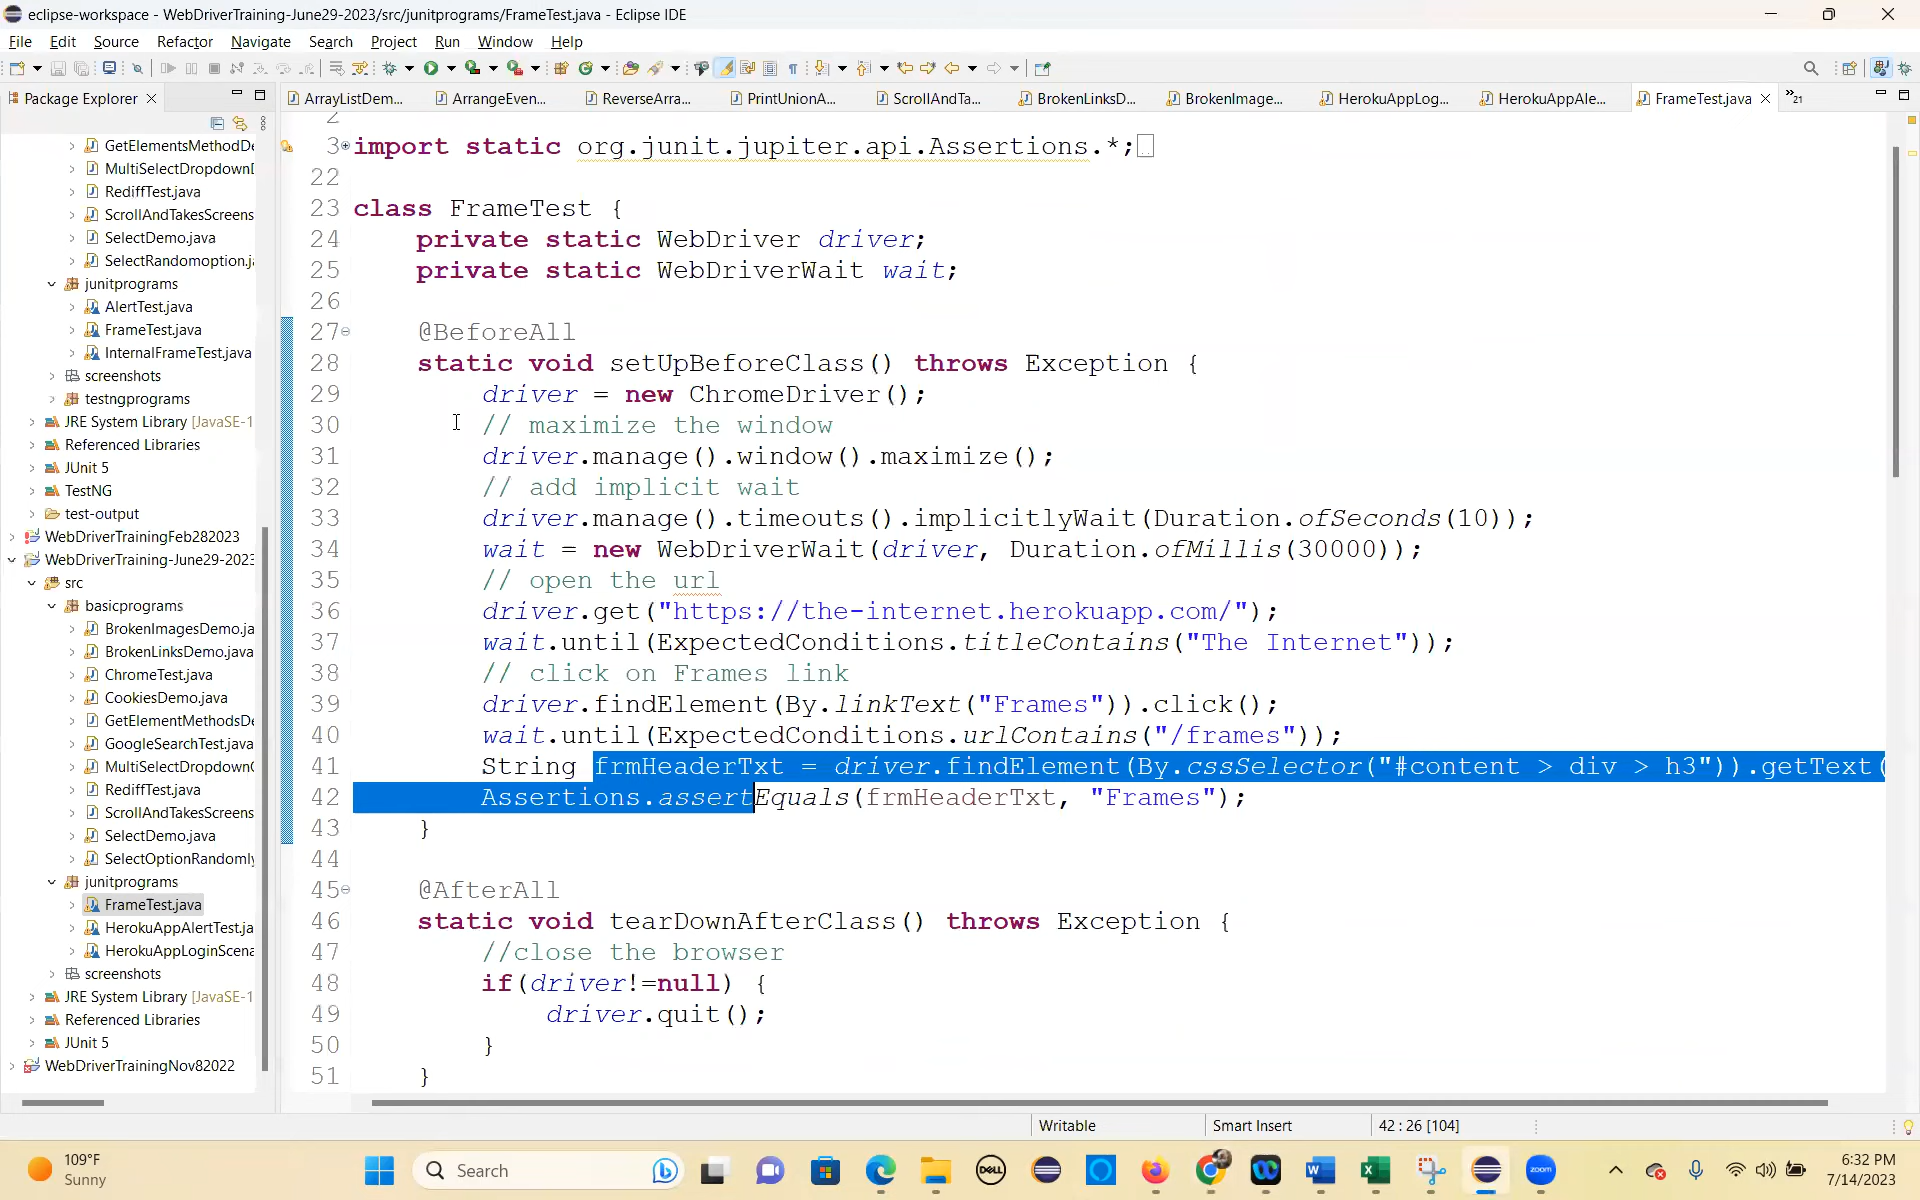 eclipse-workspace - WebDriverTraining-June29-2023/src/junitprograms/FrameTest.java - Eclipse IDE
File Edit Source Refactor Navigate Search Project Run Window Help
Package Explorer
ArrayListDem... ArrangeEven... ReverseArra... PrintUnionA... ScrollAndTa... BrokenLinksD... BrokenImage... HerokuAppLog... HerokuAppAle... FrameTest.java »21
GetElementsMethodDe
MultiSelectDropdownD
RediffTest.java
ScrollAndTakesScreens
SelectDemo.java
SelectRandomoption.ja
junitprograms
AlertTest.java
FrameTest.java
InternalFrameTest.java
screenshots
testngprograms
JRE System Library [JavaSE-1
Referenced Libraries
JUnit 5
TestNG
test-output
WebDriverTrainingFeb282023
WebDriverTraining-June29-2023
src
basicprograms
BrokenImagesDemo.ja
BrokenLinksDemo.java
ChromeTest.java
CookiesDemo.java
GetElementMethodsDe
GoogleSearchTest.java
MultiSelectDropdown
RediffTest.java
ScrollAndTakesScreens
SelectDemo.java
SelectOptionRandomly
junitprograms
FrameTest.java
HerokuAppAlertTest.ja
HerokuAppLoginScena
screenshots
JRE System Library [JavaSE-1
Referenced Libraries
JUnit 5
WebDriverTrainingNov82022
2
3 import static org.junit.jupiter.api.Assertions.*;
22
23 class FrameTest {
24 private static WebDriver driver;
25 private static WebDriverWait wait;
26
27 @BeforeAll
28 static void setUpBeforeClass() throws Exception {
29 driver = new ChromeDriver();
30 // maximize the window
31 driver.manage().window().maximize();
32 // add implicit wait
33 driver.manage().timeouts().implicitlyWait(Duration.ofSeconds(10));
34 wait = new WebDriverWait(driver, Duration.ofMillis(30000));
35 // open the url
36 driver.get("https://the-internet.herokuapp.com/");
37 wait.until(ExpectedConditions.titleContains("The Internet"));
38 // click on Frames link
39 driver.findElement(By.linkText("Frames")).click();
40 wait.until(ExpectedConditions.urlContains("/frames"));
41 String frmHeaderTxt = driver.findElement(By.cssSelector("#content > div > h3")).getText(
42 Assertions.assertEquals(frmHeaderTxt, "Frames");
43 }
44
45 @AfterAll
46 static void tearDownAfterClass() throws Exception {
47 //close the browser
48 if(driver!=null) {
49 driver.quit();
50 }
51 }
Writable Smart Insert 42 : 26 [104]
109°F
Sunny
Search
DELL
zoom
6:32 PM
7/14/2023